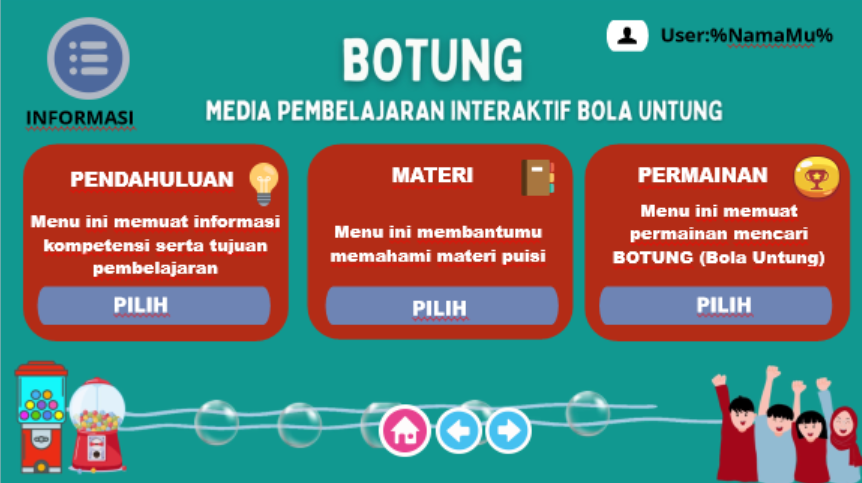 BOTUNG
User:%NamaMu%
INFORMASI
MEDIA PEMBELAJARAN INTERAKTIF BOLA UNTUNG
PENDAHULUAN
Menu ini memuat informasi
kompetensi serta tujuan
pembelajaran
PILIH
MATERI
Menu ini membantumu
memahami materi puisi
PILIH
PERMAINAN
Menu ini memuat
permainan mencari
BOTUNG (Bola Untung)
PILIH